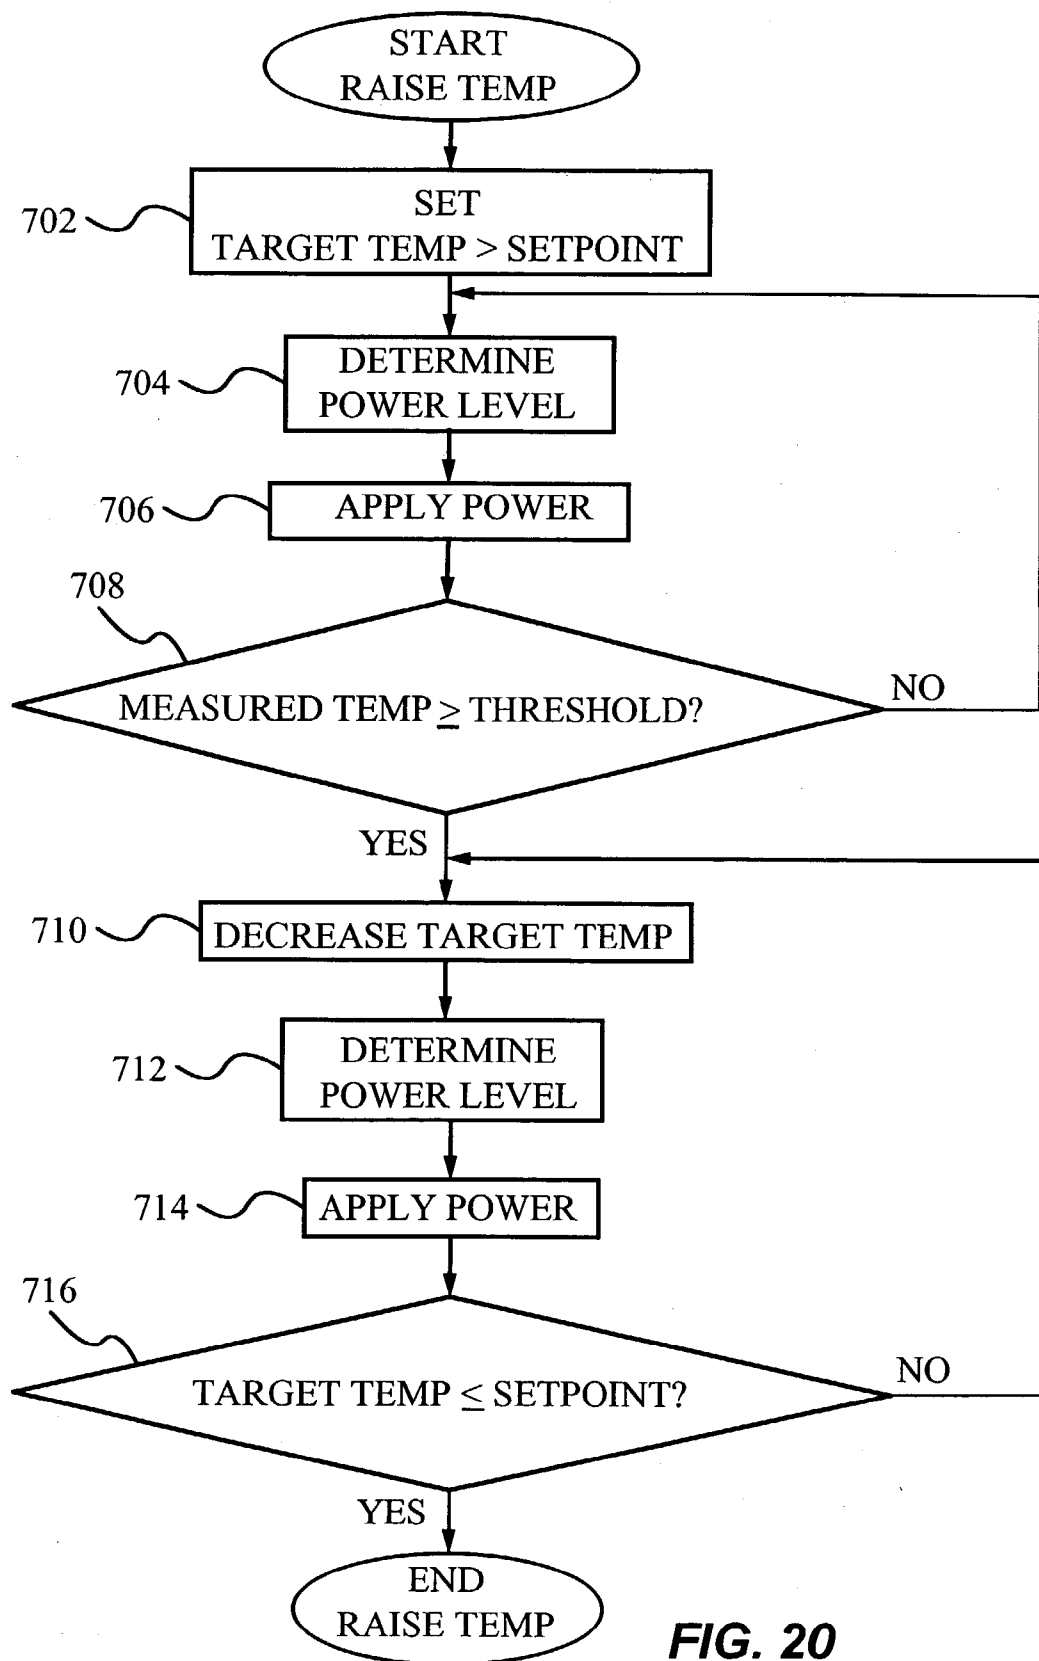 START
RAISE TEMP
702
SET
TARGET TEMP > SETPOINT
704
DETERMINE
POWER LEVEL
706
APPLY POWER
708
MEASURED TEMP ≥ THRESHOLD?
NO
YES
710
DECREASE TARGET TEMP
712
DETERMINE
POWER LEVEL
714
APPLY POWER
716
TARGET TEMP ≤ SETPOINT?
NO
YES
END
RAISE TEMP
FIG. 20